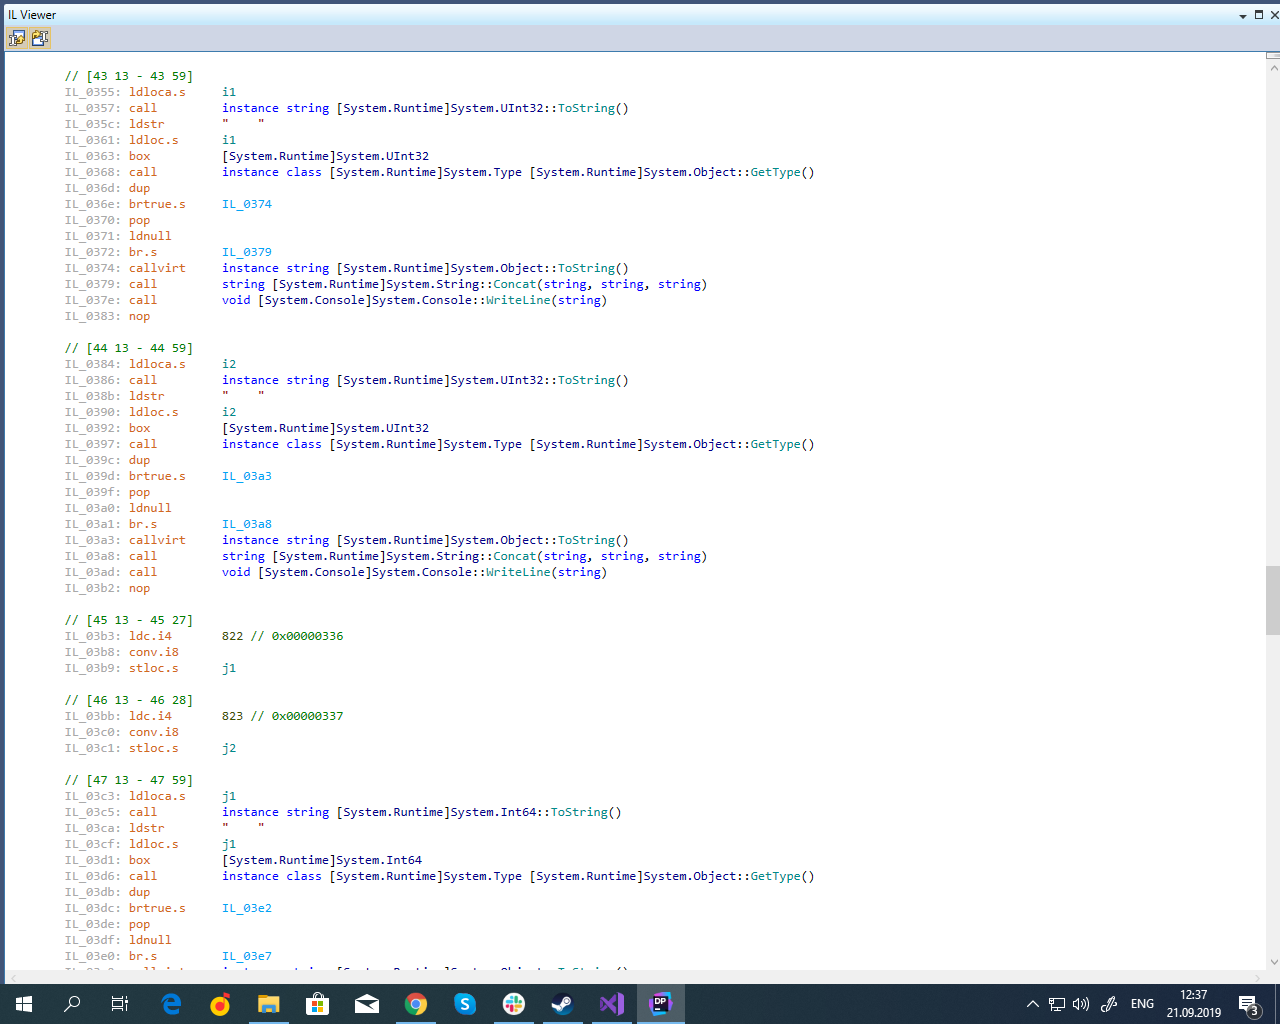 IL Viewer
// [43 13 - 43 59]
IL_0355: ldloca.s     i1
IL_0357: call         instance string [System.Runtime]System.UInt32::ToString()
IL_035c: ldstr        "    "
IL_0361: ldloc.s      i1
IL_0363: box          [System.Runtime]System.UInt32
IL_0368: call         instance class [System.Runtime]System.Type [System.Runtime]System.Object::GetType()
IL_036d: dup
IL_036e: brtrue.s     IL_0374
IL_0370: pop
IL_0371: ldnull
IL_0372: br.s         IL_0379
IL_0374: callvirt     instance string [System.Runtime]System.Object::ToString()
IL_0379: call         string [System.Runtime]System.String::Concat(string, string, string)
IL_037e: call         void [System.Console]System.Console::WriteLine(string)
IL_0383: nop
// [44 13 - 44 59]
IL_0384: ldloca.s     i2
IL_0386: call         instance string [System.Runtime]System.UInt32::ToString()
IL_038b: ldstr        "    "
IL_0390: ldloc.s      i2
IL_0392: box          [System.Runtime]System.UInt32
IL_0397: call         instance class [System.Runtime]System.Type [System.Runtime]System.Object::GetType()
IL_039c: dup
IL_039d: brtrue.s     IL_03a3
IL_039f: pop
IL_03a0: ldnull
IL_03a1: br.s         IL_03a8
IL_03a3: callvirt     instance string [System.Runtime]System.Object::ToString()
IL_03a8: call         string [System.Runtime]System.String::Concat(string, string, string)
IL_03ad: call         void [System.Console]System.Console::WriteLine(string)
IL_03b2: nop
// [45 13 - 45 27]
IL_03b3: ldc.i4       822 // 0x00000336
IL_03b8: conv.i8
IL_03b9: stloc.s      j1
// [46 13 - 46 28]
IL_03bb: ldc.i4       823 // 0x00000337
IL_03c0: conv.i8
IL_03c1: stloc.s      j2
// [47 13 - 47 59]
IL_03c3: ldloca.s     j1
IL_03c5: call         instance string [System.Runtime]System.Int64::ToString()
IL_03ca: ldstr        "    "
IL_03cf: ldloc.s      j1
IL_03d1: box          [System.Runtime]System.Int64
IL_03d6: call         instance class [System.Runtime]System.Type [System.Runtime]System.Object::GetType()
IL_03db: dup
IL_03dc: brtrue.s     IL_03e2
IL_03de: pop
IL_03df: ldnull
IL_03e0: br.s         IL_03e7
DP
ENG
12:37
21.09.2019
3